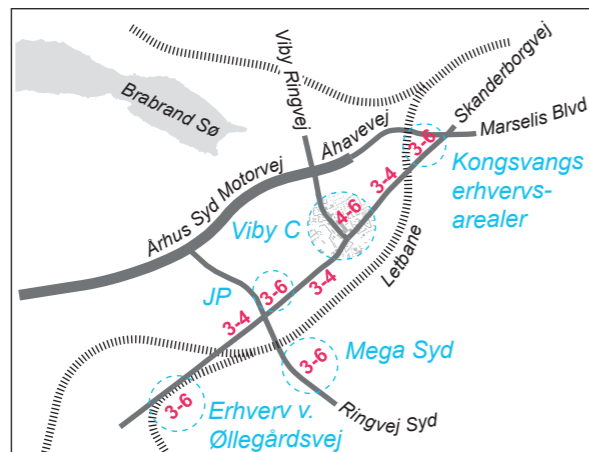 Brabrand Sø
Viby Ringvej
Åhavevej
Skanderborgvej
Marselis Blvd
3-6
Kongsvangs
erhvervs-
arealer
3-4
Århus Syd Motorvej
4-6
Viby C
Letbane
JP
3-6
3-4
3-4
3-6
Mega Syd
3-6
Erhverv v.
Øllegårdsvej
Ringvej Syd